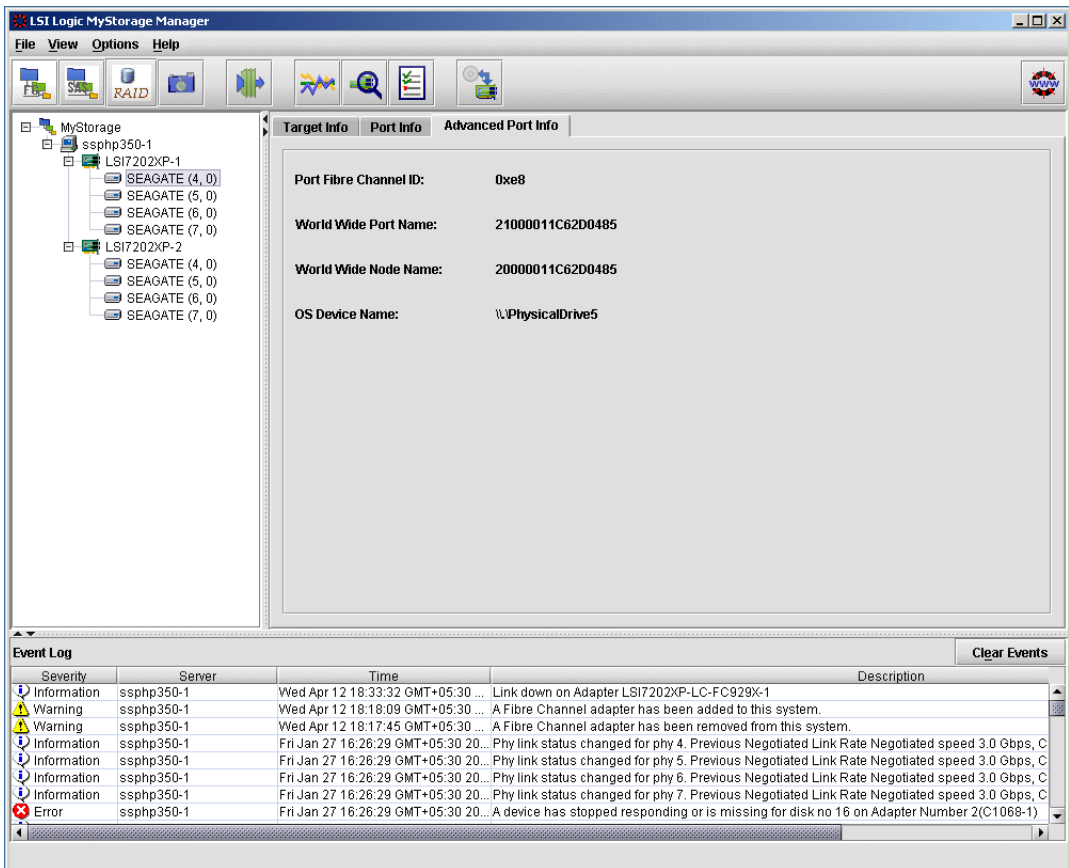 LSI Logic MyStorage Manager
File View Options Help
FC SAS RAID www
MyStorage
ssphp350-1
LSI7202XP-1
SEAGATE (4, 0)
SEAGATE (5, 0)
SEAGATE (6, 0)
SEAGATE (7, 0)
LSI7202XP-2
SEAGATE (4, 0)
SEAGATE (5, 0)
SEAGATE (6, 0)
SEAGATE (7, 0)
Target Info Port Info Advanced Port Info
Port Fibre Channel ID: 0xe8
World Wide Port Name: 21000011C62D0485
World Wide Node Name: 20000011C62D0485
OS Device Name: \\.\PhysicalDrive5
Event Log Clear Events
Severity Server Time Description
Information ssphp350-1 Wed Apr 12 18:33:32 GMT+05:30 ... Link down on Adapter LSI7202XP-LC-FC929X-1
Warning ssphp350-1 Wed Apr 12 18:18:09 GMT+05:30 ... A Fibre Channel adapter has been added to this system.
Warning ssphp350-1 Wed Apr 12 18:17:45 GMT+05:30 ... A Fibre Channel adapter has been removed from this system.
Information ssphp350-1 Fri Jan 27 16:26:29 GMT+05:30 20... Phy link status changed for phy 4. Previous Negotiated Link Rate Negotiated speed 3.0 Gbps, C
Information ssphp350-1 Fri Jan 27 16:26:29 GMT+05:30 20... Phy link status changed for phy 5. Previous Negotiated Link Rate Negotiated speed 3.0 Gbps, C
Information ssphp350-1 Fri Jan 27 16:26:29 GMT+05:30 20... Phy link status changed for phy 6. Previous Negotiated Link Rate Negotiated speed 3.0 Gbps, C
Information ssphp350-1 Fri Jan 27 16:26:29 GMT+05:30 20... Phy link status changed for phy 7. Previous Negotiated Link Rate Negotiated speed 3.0 Gbps, C
Error ssphp350-1 Fri Jan 27 16:26:29 GMT+05:30 20... A device has stopped responding or is missing for disk no 16 on Adapter Number 2(C1068-1)